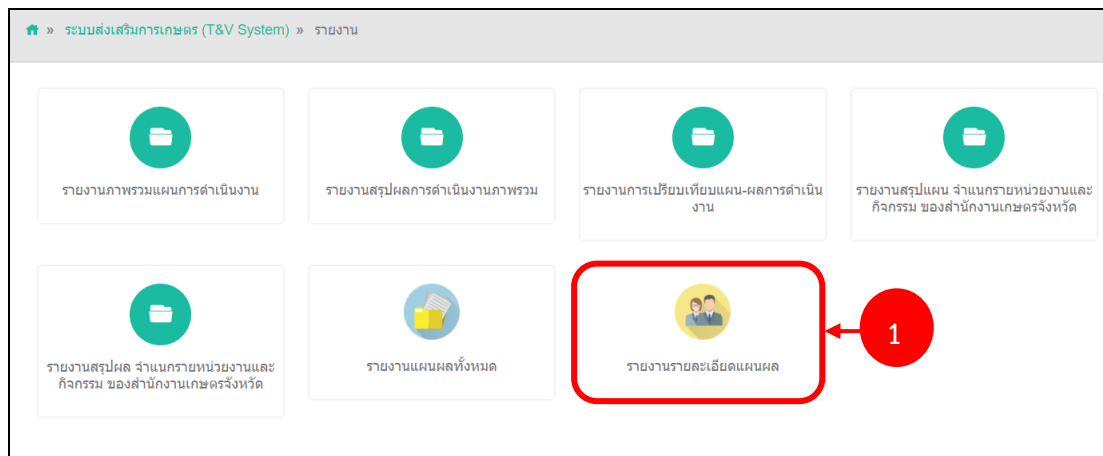 » ระบบส่งเสริมการเกษตร (T&V System) » รายงาน
รายงานภาพรวมแผนการดำเนินงาน
รายงานสรุปผลการดำเนินงานภาพรวม
รายงานการเปรียบเทียบแผน-ผลการดำเนิน
งาน
รายงานสรุปแผน จำแนกรายหน่วยงานและ
กิจกรรม ของสำนักงานเกษตรจังหวัด
รายงานสรุปผล จำแนกรายหน่วยงานและ
กิจกรรม ของสำนักงานเกษตรจังหวัด
รายงานแผนผลทั้งหมด
รายงานรายละเอียดแผนผล
1